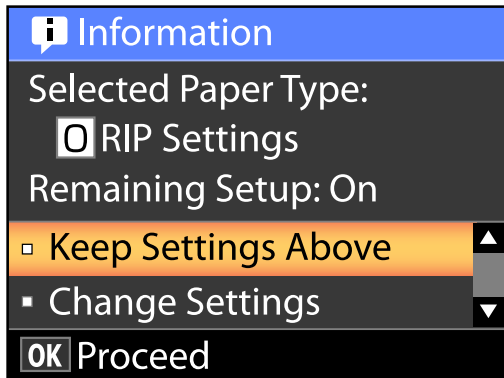 Information
Selected Paper Type:
0 RIP Settings
Remaining Setup: On
Keep Settings Above
Change Settings
OK Proceed